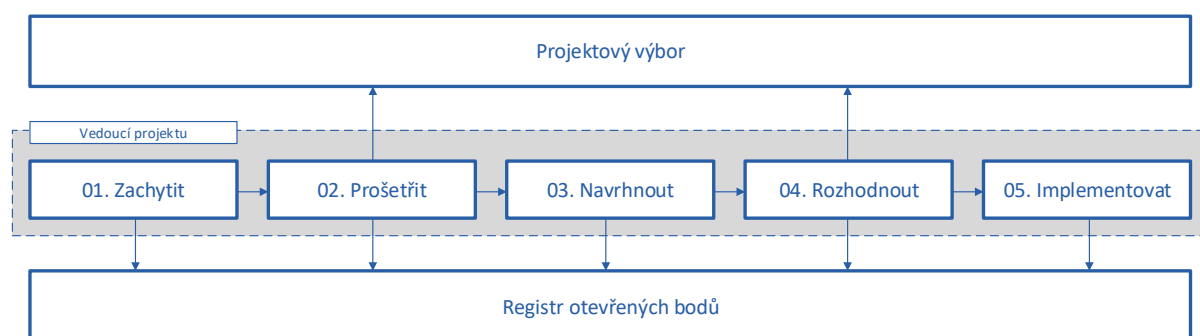 Projektový výbor
Vedoucí projektu
01. Zachytit
02. Prošetřit
03. Navrhnout
04. Rozhodnout
05. Implementovat
Registr otevřených bodů